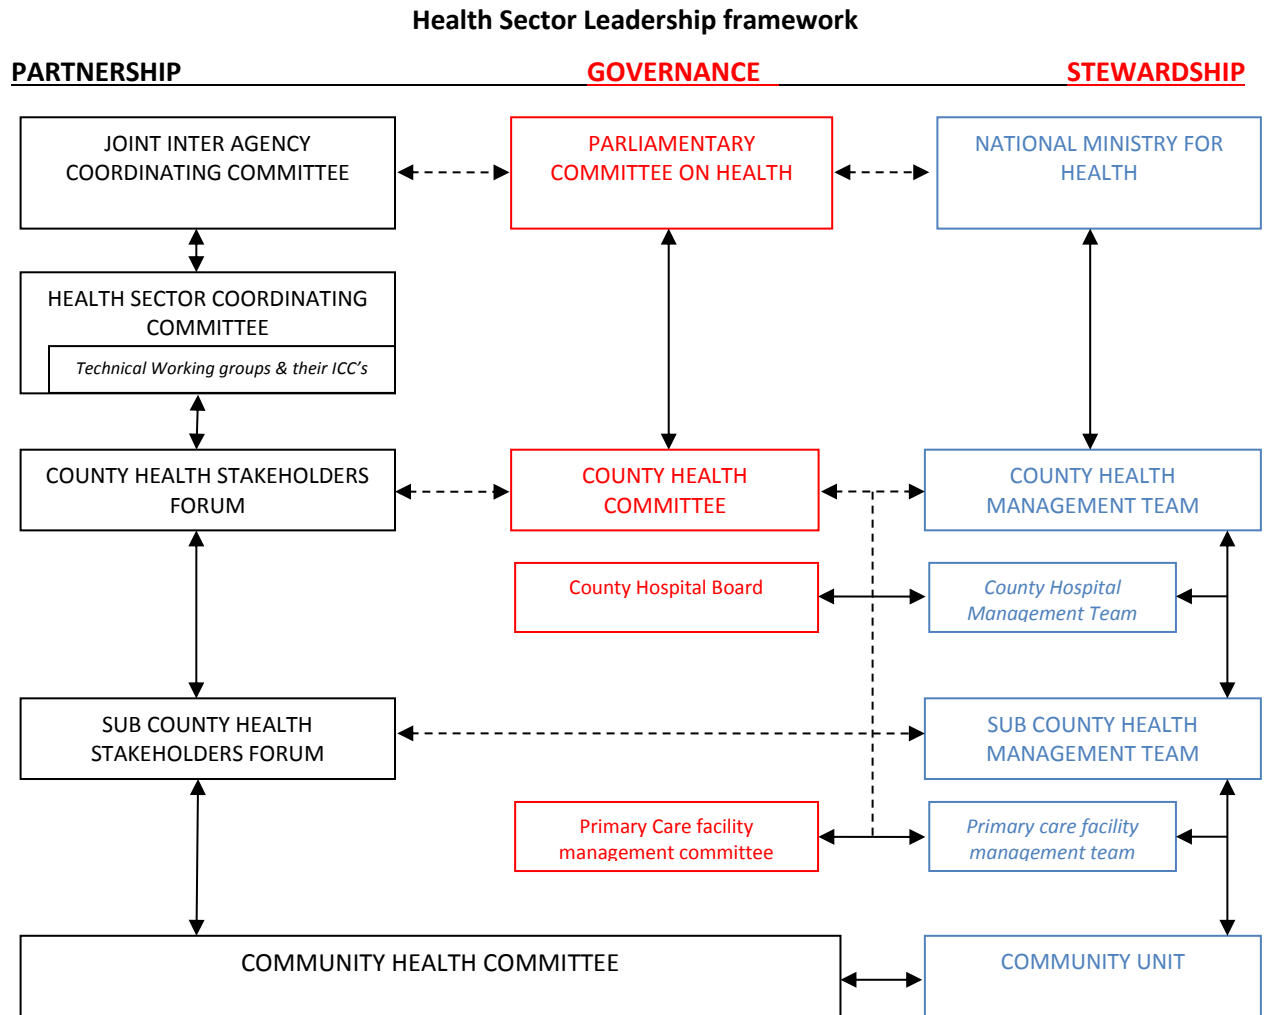 Health Sector Leadership framework
PARTNERSHIP GOVERNANCE STEWARDSHIP
JOINT INTER AGENCY
COORDINATING COMMITTEE
PARLIAMENTARY
COMMITTEE ON HEALTH
NATIONAL MINISTRY FOR
HEALTH
HEALTH SECTOR COORDINATING
COMMITTEE
Technical Working groups & their ICC's
COUNTY HEALTH STAKEHOLDERS
FORUM
COUNTY HEALTH
COMMITTEE
COUNTY HEALTH
MANAGEMENT TEAM
County Hospital Board
County Hospital
Management Team
SUB COUNTY HEALTH
STAKEHOLDERS FORUM
SUB COUNTY HEALTH
MANAGEMENT TEAM
Primary Care facility
management committee
Primary care facility
management team
COMMUNITY HEALTH COMMITTEE
COMMUNITY UNIT